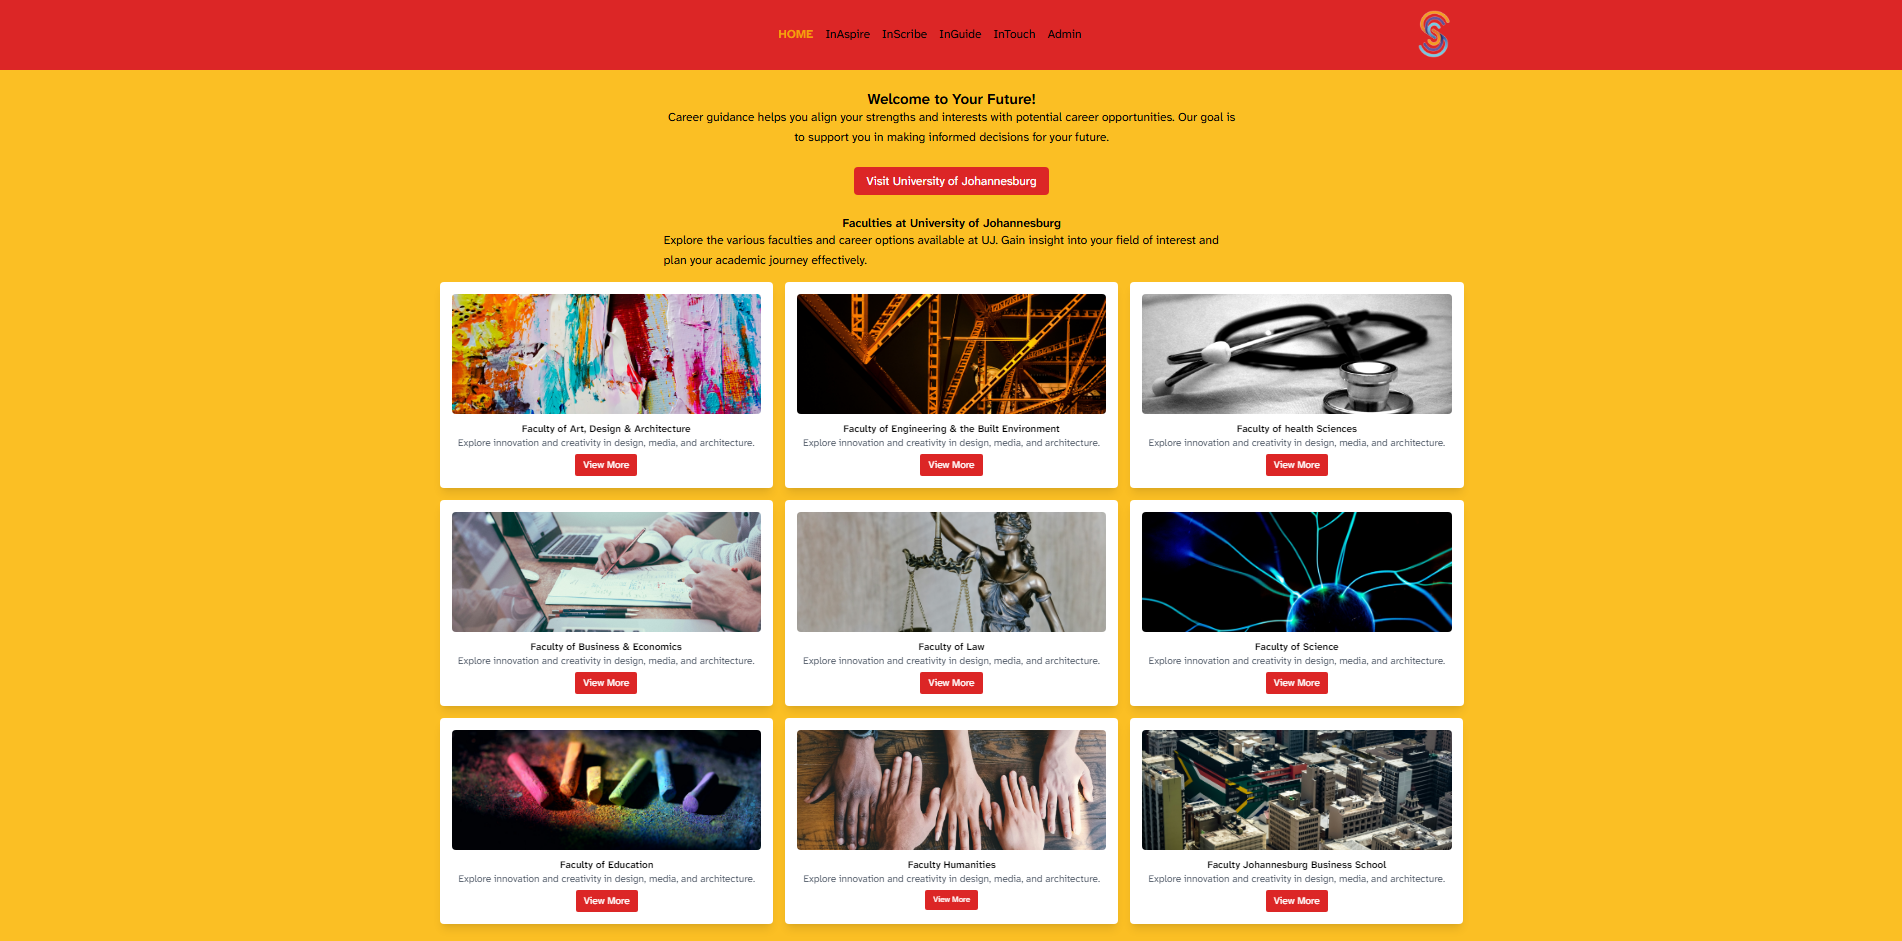 HOME InAspire InScribe InGuide InTouch Admin
Welcome to Your Future!
Career guidance helps you align your strengths and interests with potential career opportunities. Our goal is
to support you in making informed decisions for your future.
Visit University of Johannesburg
Faculties at University of Johannesburg
Explore the various faculties and career options available at UJ. Gain insight into your field of interest and
plan your academic journey effectively.
Faculty of Art, Design & Architecture
Explore innovation and creativity in design, media, and architecture.
View More
Faculty of Engineering & the Built Environment
Explore innovation and creativity in design, media, and architecture.
View More
Faculty of health Sciences
Explore innovation and creativity in design, media, and architecture.
View More
Faculty of Business & Economics
Explore innovation and creativity in design, media, and architecture.
View More
Faculty of Law
Explore innovation and creativity in design, media, and architecture.
View More
Faculty of Science
Explore innovation and creativity in design, media, and architecture.
View More
Faculty of Education
Explore innovation and creativity in design, media, and architecture.
View More
Faculty Humanities
Explore innovation and creativity in design, media, and architecture.
View More
Faculty Johannesburg Business School
Explore innovation and creativity in design, media, and architecture.
View More